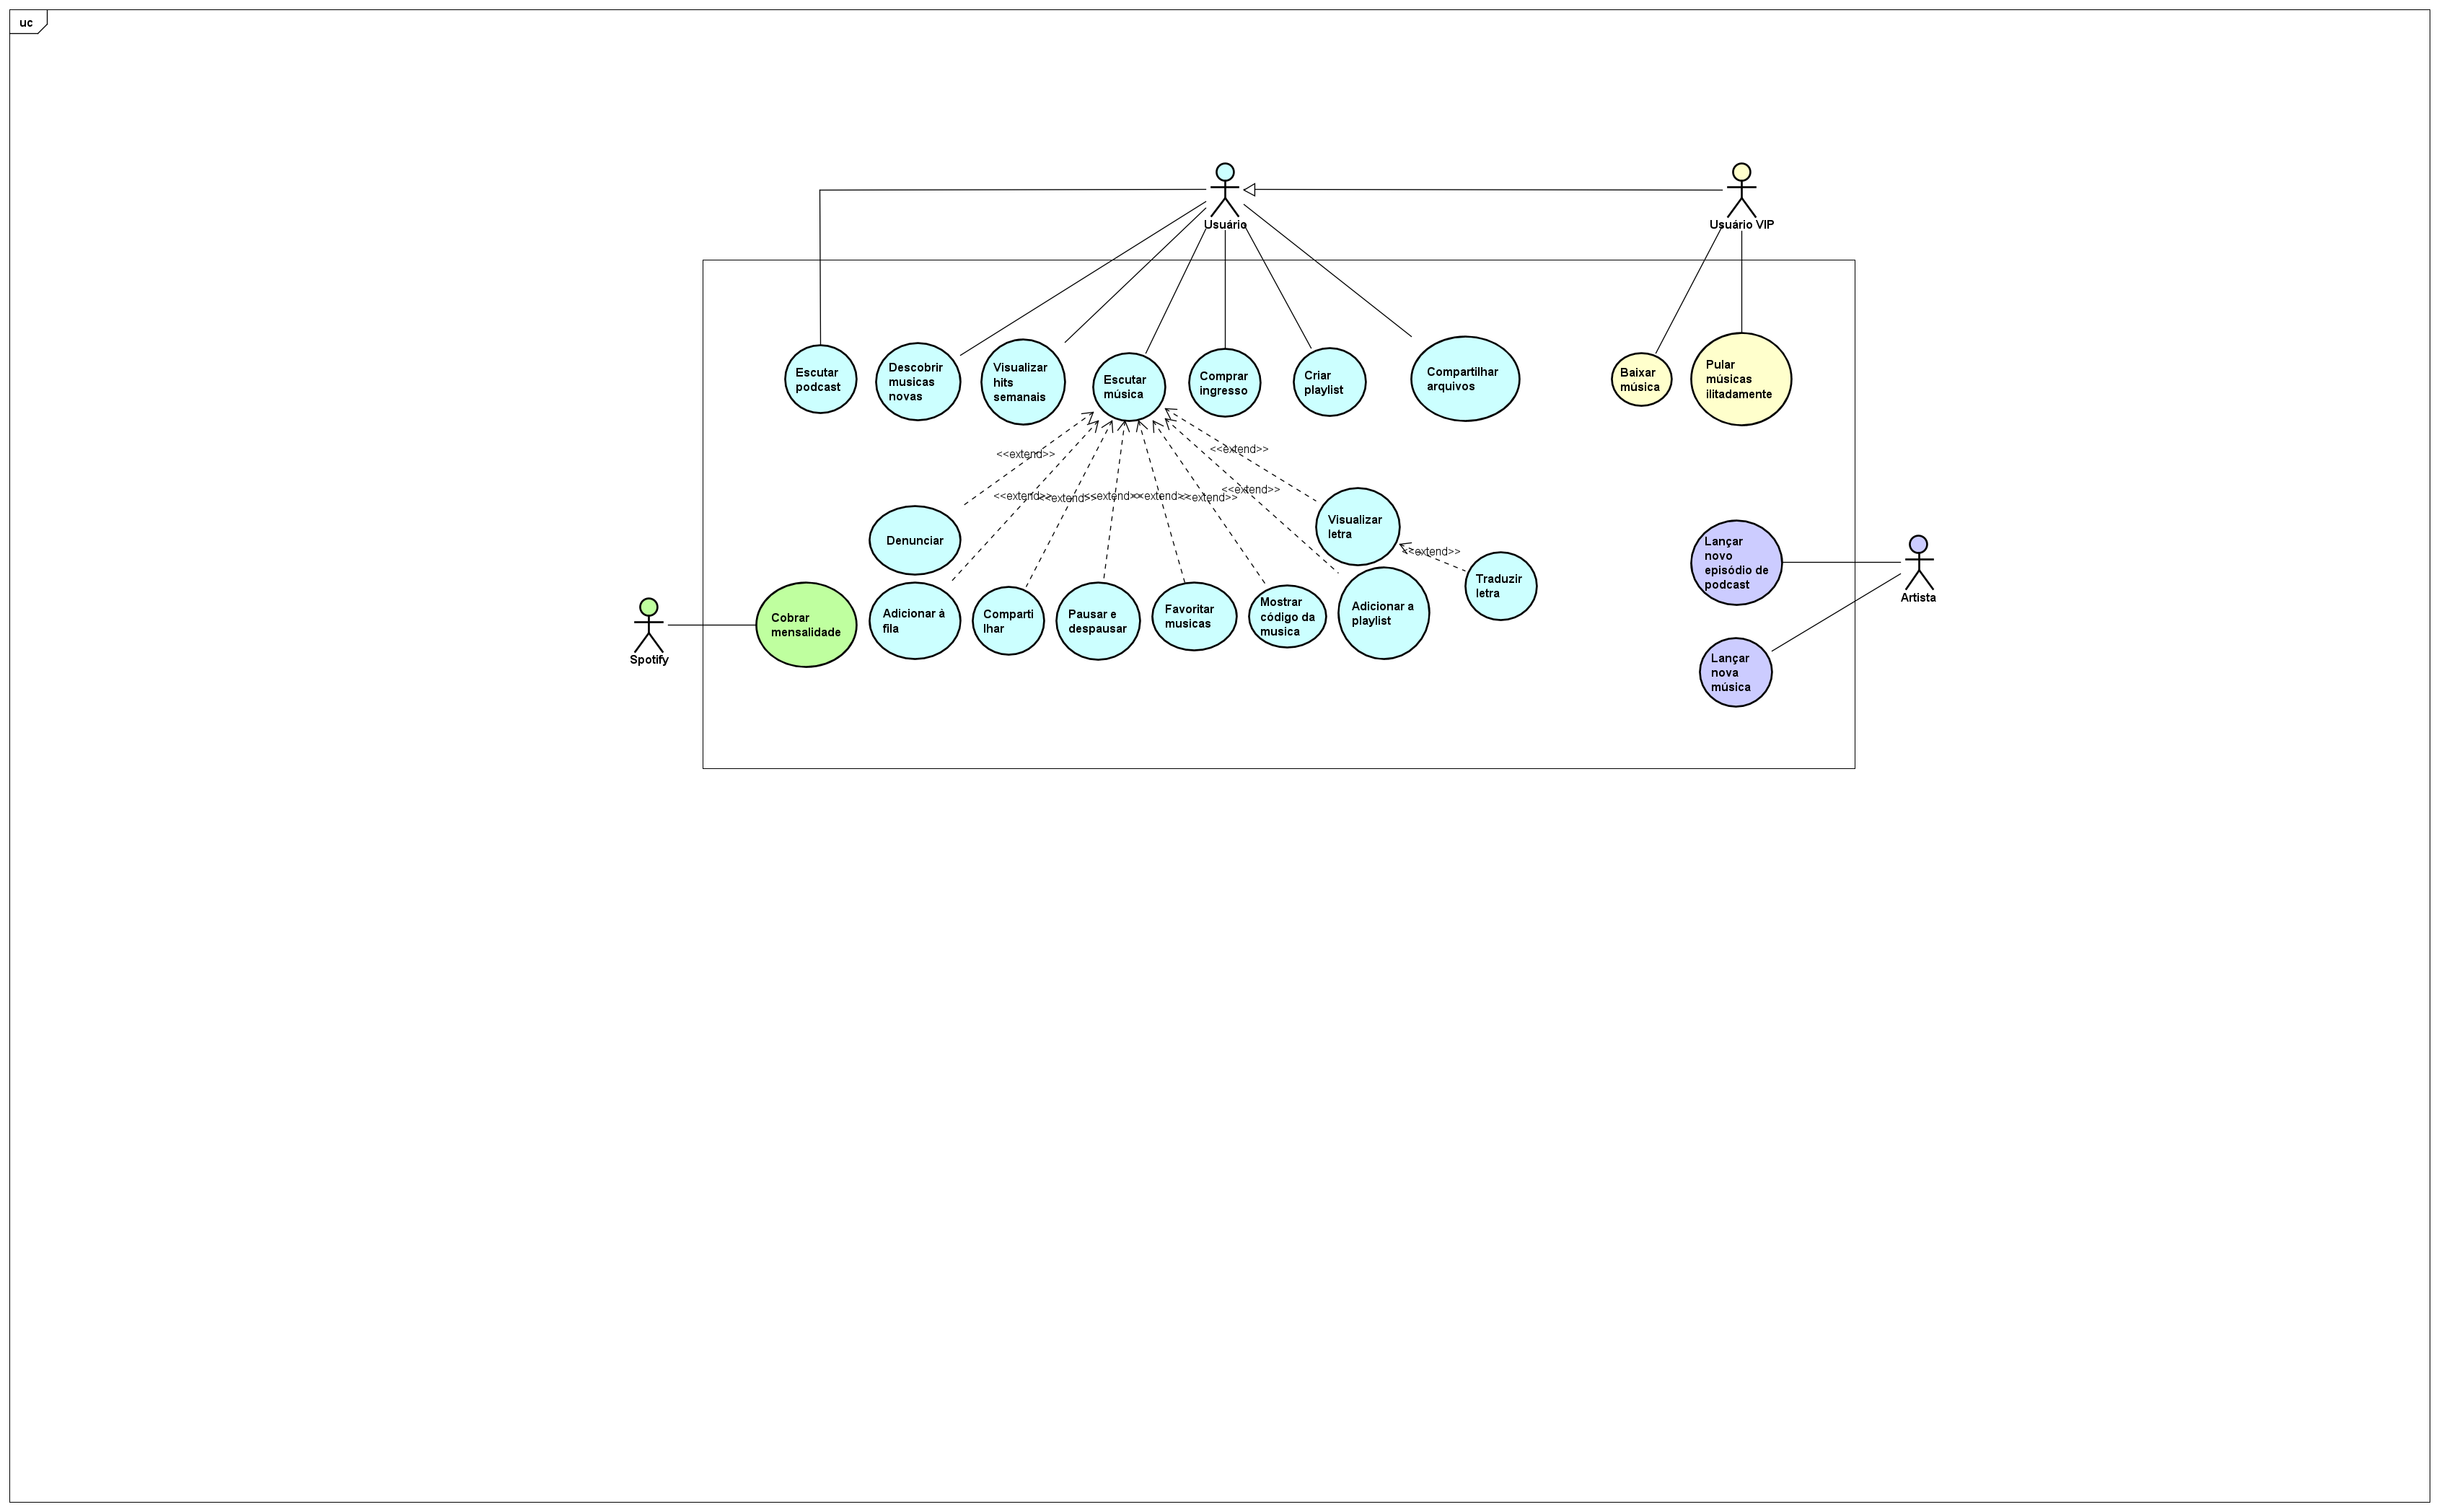 uc
Usuário
Usuário VIP
Escutar
podcast
Descobrir
musicas
novas
Visualizar
hits
semanais
Escutar
música
Comprar
ingresso
Criar
playlist
Compartilhar
arquivos
Baixar
música
Pular
músicas
ilitadamente
<<extend>>
<<extend>>
<<extend>>
<<extend>>
<<extend>>
<<extend>>
<<extend>>
<<extend>>
<<extend>>
Denunciar
Visualizar
letra
Traduzir
letra
Lançar
novo
episódio de
podcast
Artista
Spotify
Cobrar
mensalidade
Adicionar à
fila
Comparti
lhar
Pausar e
despausar
Favoritar
musicas
Mostrar
código da
musica
Adicionar a
playlist
Lançar
nova
música